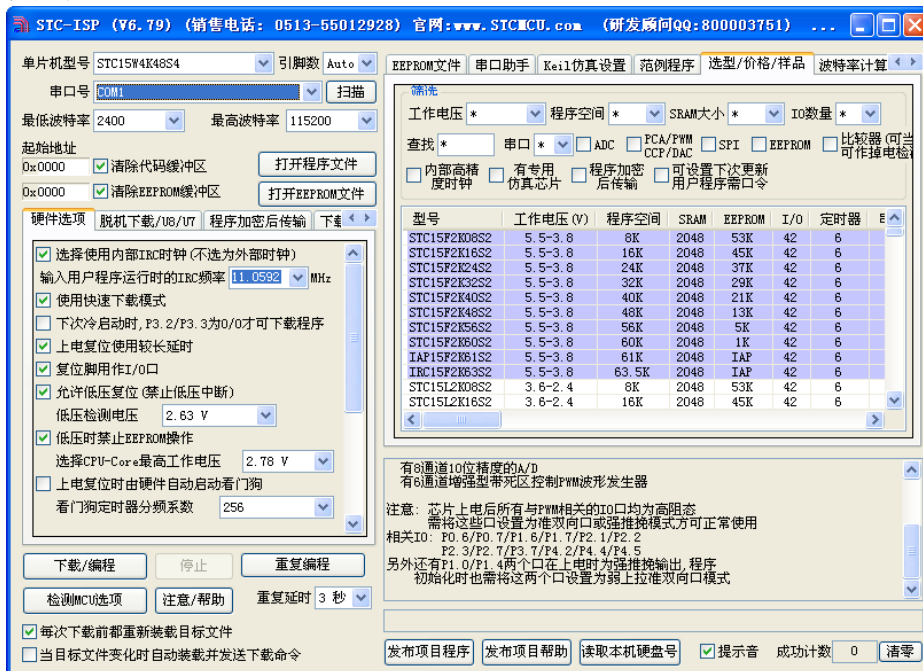 STC-ISP (V6.79) (销售电话: 0513-55012928) 官网:www.STCMCU.com (研发顾问QQ:800003751) ...
单片机型号 STC15W4K48S4 引脚数 Auto
串口号 COM1 扫描
最低波特率 2400 最高波特率 115200
起始地址
0x0000 清除代码缓冲区 打开程序文件
0x0000 清除EEPROM缓冲区 打开EEPROM文件
硬件选项 脱机下载/U8/U7 程序加密后传输
选择使用内部IRC时钟(不选为外部时钟)
输入用户程序运行时的IRC频率 11.0592 MHz
使用快速下载模式
下次冷启动时,P3.2/P3.3为0/0才可下载程序
上电复位使用较长延时
复位脚用作I/O口
允许低压复位(禁止低压中断)
低压检测电压 2.63 V
低压时禁止EEPROM操作
选择CPU-Core最高工作电压 2.78 V
上电复位时由硬件自动启动看门狗
看门狗定时器分频系数 256
下载/编程 停止 重复编程
检测MCU选项 注意/帮助 重复延时 3 秒
每次下载前都重新装载目标文件
当目标文件变化时自动装载并发送下载命令
EEPROM文件 串口助手 Keil仿真设置 范例程序 选型/价格/样品 波特率计算
筛选
工作电压 * 程序空间 * SRAM大小 * IO数量 *
查找 * 串口 * ADC PCA/PWM CCP/DAC SPI EEPROM 比较器(可当 可作掉电检
内部高精度时钟 有专用仿真芯片 程序加密后传输 可设置下次更新用户程序需口令
型号 工作电压(V) 程序空间 SRAM EEPROM I/O 定时器
STC15F2K08S2 5.5-3.8 8K 2048 53K 42 6
STC15F2K16S2 5.5-3.8 16K 2048 45K 42 6
STC15F2K24S2 5.5-3.8 24K 2048 37K 42 6
STC15F2K32S2 5.5-3.8 32K 2048 29K 42 6
STC15F2K40S2 5.5-3.8 40K 2048 21K 42 6
STC15F2K48S2 5.5-3.8 48K 2048 13K 42 6
STC15F2K56S2 5.5-3.8 56K 2048 5K 42 6
STC15F2K60S2 5.5-3.8 60K 2048 1K 42 6
IAP15F2K61S2 5.5-3.8 61K 2048 IAP 42 6
IRC15F2K63S2 5.5-3.8 63.5K 2048 IAP 42 6
STC15L2K08S2 3.6-2.4 8K 2048 53K 42 6
STC15L2K16S2 3.6-2.4 16K 2048 45K 42 6
有8通道10位精度的A/D
有6通道增强型带死区控制PWM波形发生器
注意: 芯片上电后所有与PWM相关的IO口均为高阻态
需将这些口设置为准双向口或强推挽模式方可正常使用
相关IO: P0.6/P0.7/P1.6/P1.7/P2.1/P2.2
P2.3/P2.7/P3.7/P4.2/P4.4/P4.5
另外还有P1.0/P1.4两个口在上电时为强推挽输出,程序
初始化时也需将这两个口设置为弱上拉准双向口模式
发布项目程序 发布项目帮助 读取本机硬盘号 提示音 成功计数 0 清零